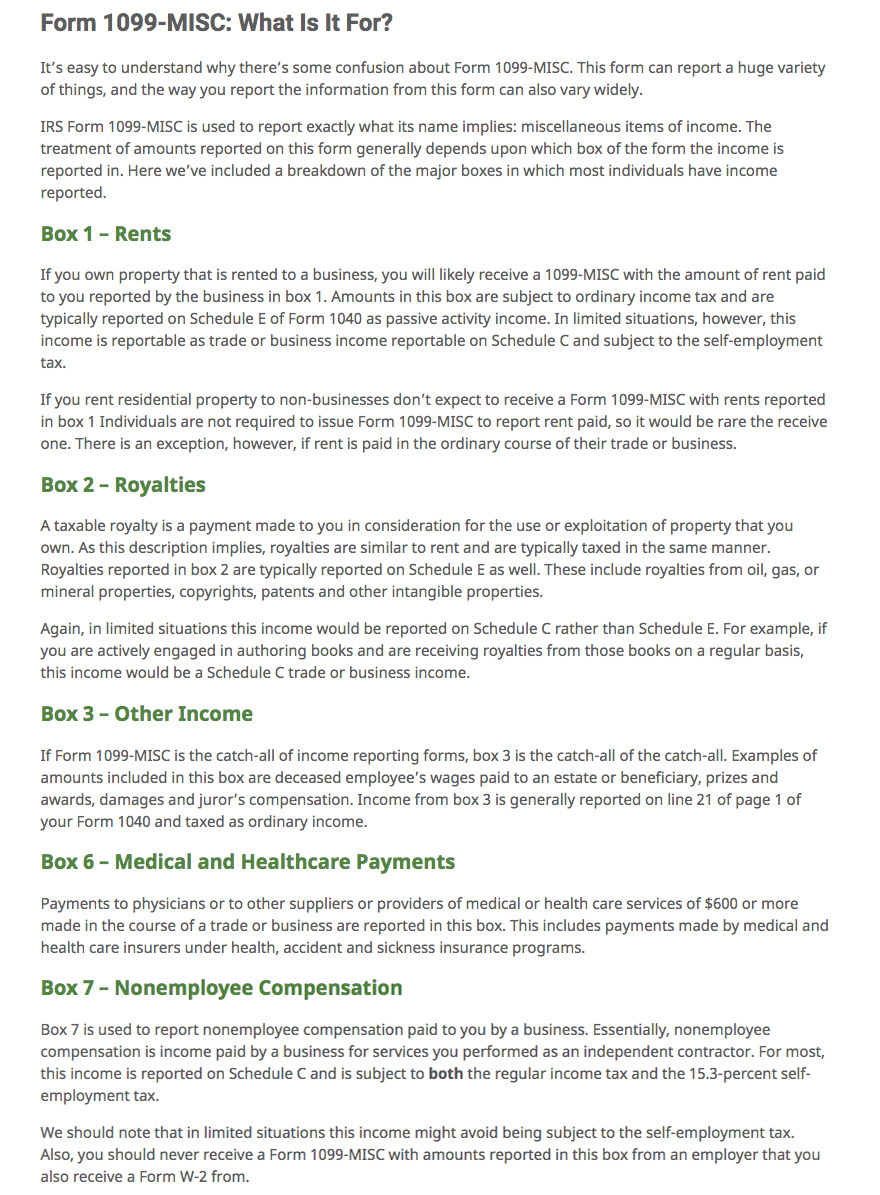 Form 1099-MISC: What Is It For?
It's easy to understand why there's some confusion about Form 1099-MISC. This form can report a huge variety
of things, and the way you report the information from this form can also vary widely.
IRS Form 1099-MISC is used to report exactly what its name implies: miscellaneous items of income. The
treatment of amounts reported on this form generally depends upon which box of the form the income is
reported in. Here we've included a breakdown of the major boxes in which most individuals have income
reported.
Box 1 – Rents
If you own property that is rented to a business, you will likely receive a 1099-MISC with the amount of rent paid
to you reported by the business in box 1. Amounts in this box are subject to ordinary income tax and are
typically reported on Schedule E of Form 1040 as passive activity income. In limited situations, however, this
income is reportable as trade or business income reportable on Schedule C and subject to the self-employment
tax.
If you rent residential property to non-businesses don't expect to receive a Form 1099-MISC with rents reported
in box 1 Individuals are not required to issue Form 1099-MISC to report rent paid, so it would be rare the receive
one. There is an exception, however, if rent is paid in the ordinary course of their trade or business.
Box 2 – Royalties
A taxable royalty is a payment made to you in consideration for the use or exploitation of property that you
own. As this description implies, royalties are similar to rent and are typically taxed in the same manner.
Royalties reported in box 2 are typically reported on Schedule E as well. These include royalties from oil, gas, or
mineral properties, copyrights, patents and other intangible properties.
Again, in limited situations this income would be reported on Schedule C rather than Schedule E. For example, if
you are actively engaged in authoring books and are receiving royalties from those books on a regular basis,
this income would be a Schedule C trade or business income.
Box 3 – Other Income
If Form 1099-MISC is the catch-all of income reporting forms, box 3 is the catch-all of the catch-all. Examples of
amounts included in this box are deceased employee's wages paid to an estate or beneficiary, prizes and
awards, damages and juror's compensation. Income from box 3 is generally reported on line 21 of page 1 of
your Form 1040 and taxed as ordinary income.
Box 6 – Medical and Healthcare Payments
Payments to physicians or to other suppliers or providers of medical or health care services of $600 or more
made in the course of a trade or business are reported in this box. This includes payments made by medical and
health care insurers under health, accident and sickness insurance programs.
Box 7 – Nonemployee Compensation
Box 7 is used to report nonemployee compensation paid to you by a business. Essentially, nonemployee
compensation is income paid by a business for services you performed as an independent contractor. For most,
this income is reported on Schedule C and is subject to both the regular income tax and the 15.3-percent self-
employment tax.
We should note that in limited situations this income might avoid being subject to the self-employment tax.
Also, you should never receive a Form 1099-MISC with amounts reported in this box from an employer that you
also receive a Form W-2 from.